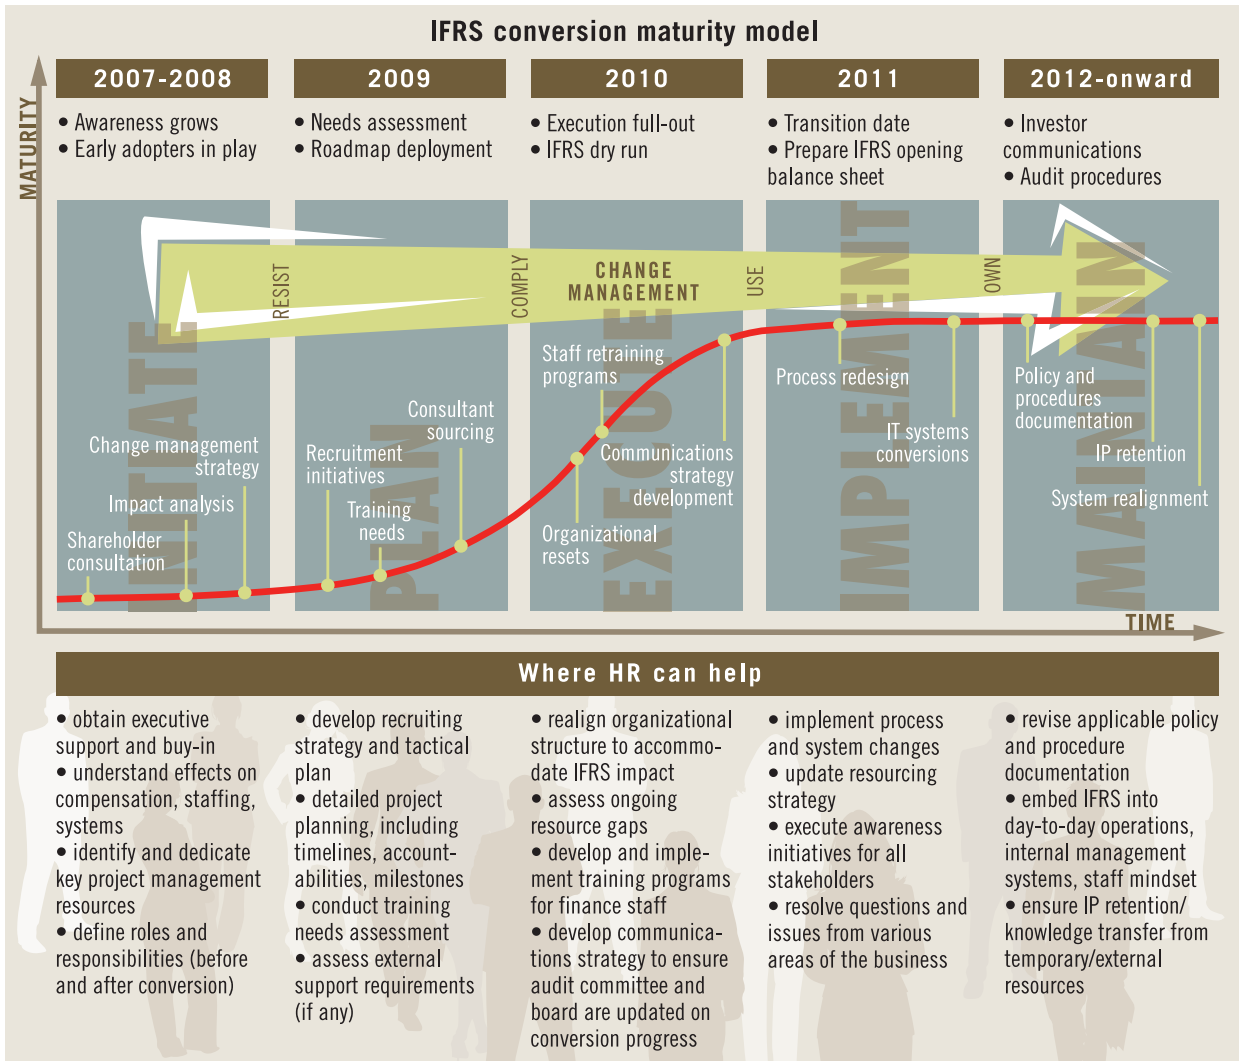 IFRS conversion maturity model
MATURITY
2007-2008
• Awareness grows
• Early adopters in play
2009
• Needs assessment
• Roadmap deployment
2010
• Execution full-out
• IFRS dry run
2011
• Transition date
• Prepare IFRS opening
balance sheet
2012-onward
• Investor
communications
• Audit procedures
RESIST
COMPLY
CHANGE
MANAGEMENT
USE
OWN
INITIATE
PLAN
EXECUTE
IMPLEMENT
MAINTAIN
Shareholder
consultation
Impact analysis
Change management
strategy
Recruitment
initiatives
Training
needs
Consultant
sourcing
Organizational
resets
Staff retraining
programs
Communications
strategy
development
Process redesign
IT systems
conversions
Policy and
procedures
documentation
IP retention
System realignment
TIME
Where HR can help
• obtain executive
support and buy-in
• understand effects on
compensation, staffing,
systems
• identify and dedicate
key project management
resources
• define roles and
responsibilities (before
and after conversion)
• develop recruiting
strategy and tactical
plan
• detailed project
planning, including
timelines, account-
abilities, milestones
• conduct training
needs assessment
• assess external
support requirements
(if any)
• realign organizational
structure to accommo-
date IFRS impact
• assess ongoing
resource gaps
• develop and imple-
ment training programs
for finance staff
• develop communica-
tions strategy to ensure
audit committee and
board are updated on
conversion progress
• implement process
and system changes
• update resourcing
strategy
• execute awareness
initiatives for all
stakeholders
• resolve questions and
issues from various
areas of the business
• revise applicable policy
and procedure
documentation
• embed IFRS into
day-to-day operations,
internal management
systems, staff mindset
• ensure IP retention/
knowledge transfer from
temporary/external
resources